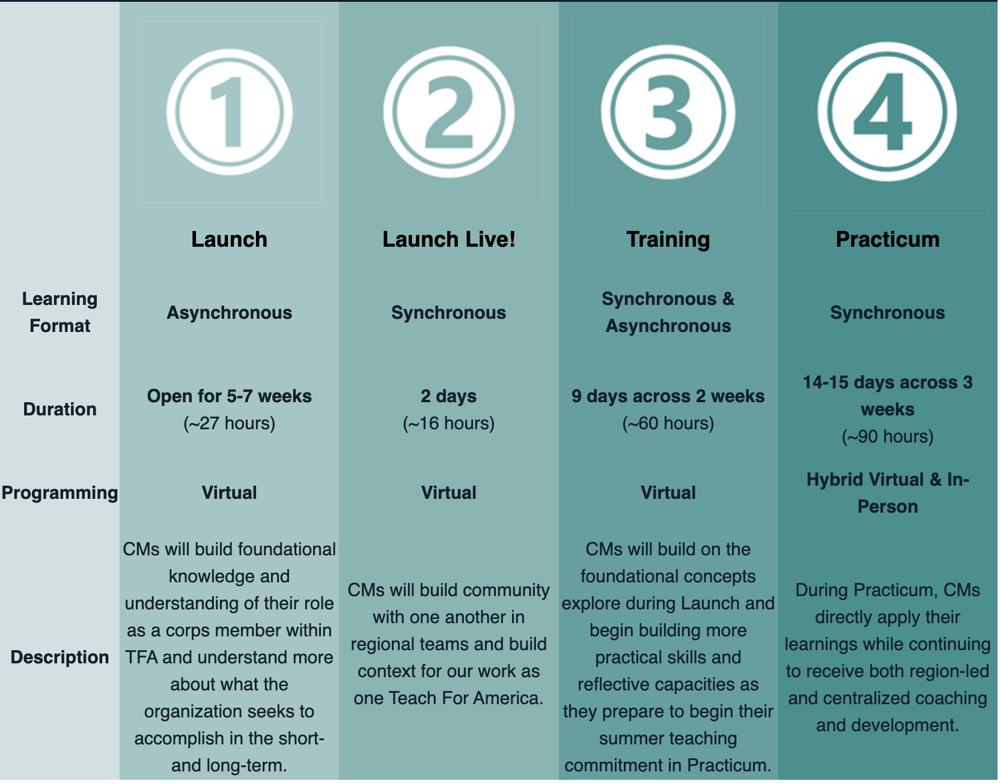 1
2
3
4
Launch
Launch Live!
Training
Practicum
Learning
Format
Asynchronous
Synchronous
Synchronous &
Asynchronous
Synchronous
Duration
Open for 5-7 weeks
(~27 hours)
2 days
(~16 hours)
9 days across 2 weeks
(~60 hours)
14-15 days across 3
weeks
(~90 hours)
Programming
Virtual
Virtual
Virtual
Hybrid Virtual & In-
Person
Description
CMs will build foundational
knowledge and
understanding of their role
as a corps member within
TFA and understand more
about what the
organization seeks to
accomplish in the short-
and long-term.
CMs will build community
with one another in
regional teams and build
context for our work as
one Teach For America.
CMs will build on the
foundational concepts
explore during Launch and
begin building more
practical skills and
reflective capacities as
they prepare to begin their
summer teaching
commitment in Practicum.
During Practicum, CMs
directly apply their
learnings while continuing
to receive both region-led
and centralized coaching
and development.